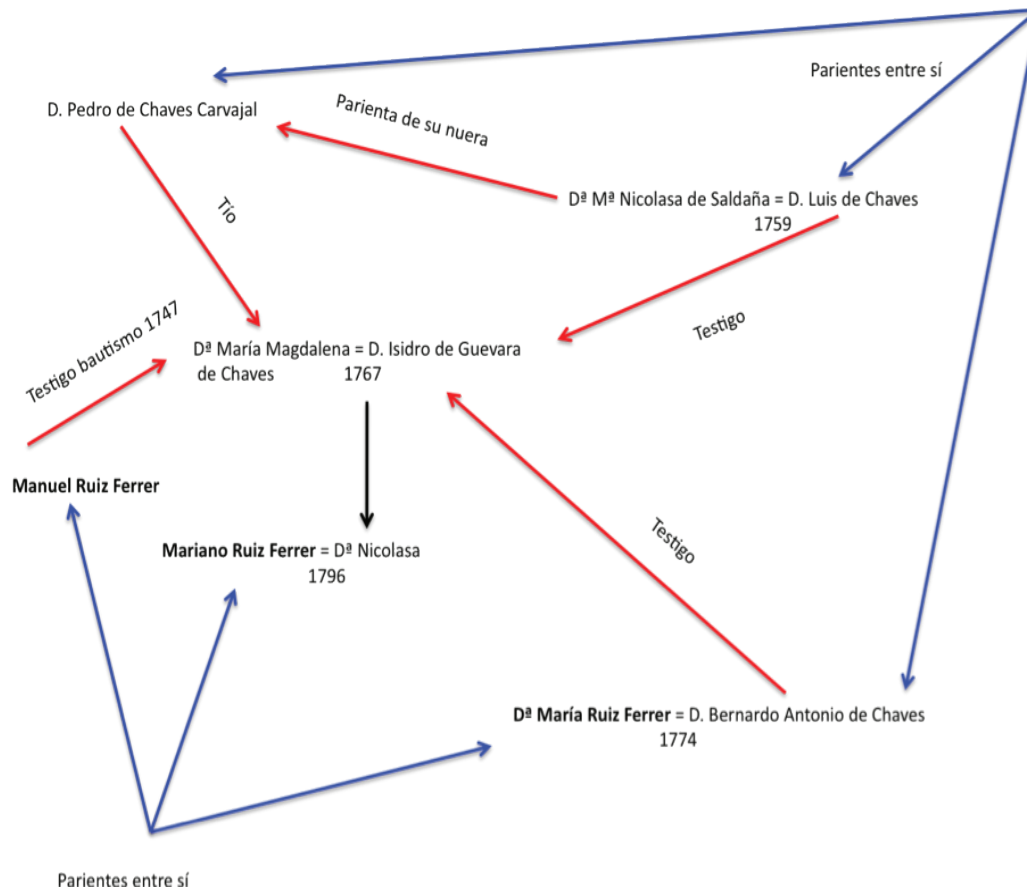 Parientes entre sí
D. Pedro de Chaves Carvajal
Parienta de su nuera
Dª Mª Nicolasa de Saldaña = D. Luis de Chaves
1759
Tío
Testigo bautismo 1747
Testigo
Dª María Magdalena = D. Isidro de Guevara
de Chaves 1767
Manuel Ruiz Ferrer
Testigo
Mariano Ruiz Ferrer = Dª Nicolasa
1796
Dª María Ruiz Ferrer = D. Bernardo Antonio de Chaves
1774
Parientes entre sí